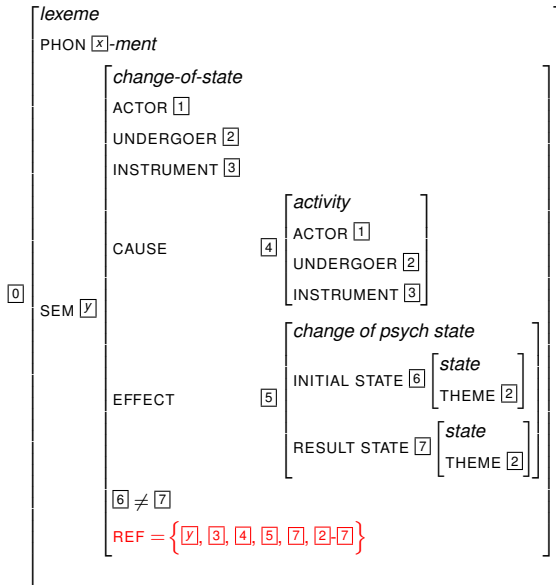 lexeme
PHON x -ment
change-of-state
ACTOR 1
UNDERGOER 2
INSTRUMENT 3
activity
ACTOR 1
CAUSE 4
UNDERGOER 2
INSTRUMENT 3
0
SEM y
change of psych state
state
INITIAL STATE 6
THEME 2
EFFECT 5
state
RESULT STATE 7
THEME 2
6 ≠ 7
REF = { y, 3, 4, 5, 7, 2-7 }